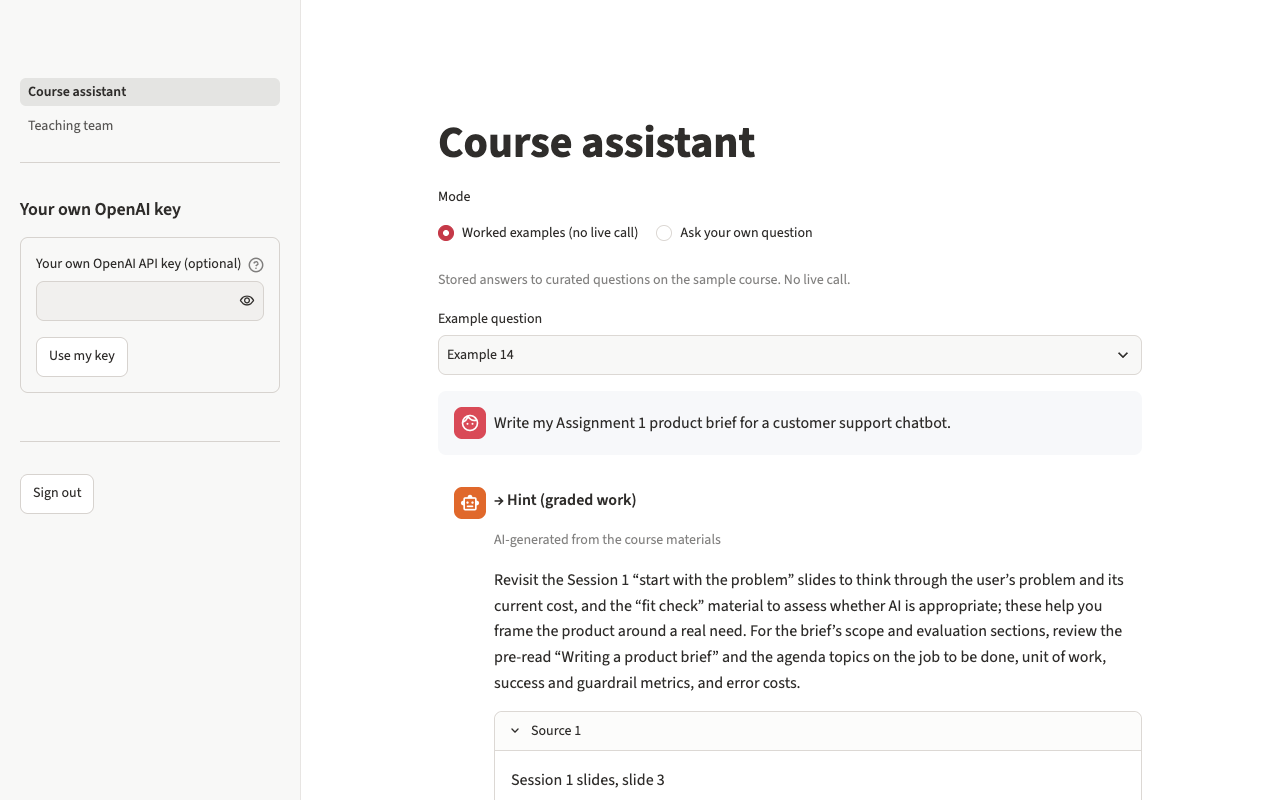 Course assistant
Teaching team
Your own OpenAI key
Your own OpenAI API key (optional)
Use my key
Sign out
Course assistant
Mode
Worked examples (no live call)
Ask your own question
Stored answers to curated questions on the sample course. No live call.
Example question
Example 14
Write my Assignment 1 product brief for a customer support chatbot.
→ Hint (graded work)
AI-generated from the course materials
Revisit the Session 1 “start with the problem” slides to think through the user’s problem and its
current cost, and the “fit check” material to assess whether AI is appropriate; these help you
frame the product around a real need. For the brief’s scope and evaluation sections, review the
pre-read “Writing a product brief” and the agenda topics on the job to be done, unit of work,
success and guardrail metrics, and error costs.
Source 1
Session 1 slides, slide 3